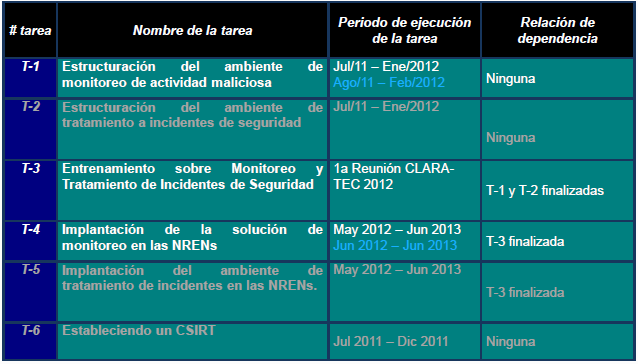 # tarea
Nombre de la tarea
Periodo de ejecución
de la tarea
Relación de
dependencia
T-1
Estructuración del ambiente de
monitoreo de actividad maliciosa
Jul/11 – Ene/2012
Ago/11 – Feb/2012
Ninguna
T-2
Estructuración del ambiente de
tratamiento a incidentes de seguridad
Jul/11 – Ene/2012
Ninguna
T-3
Entrenamiento sobre Monitoreo y
Tratamiento de Incidentes de Seguridad
1a Reunión CLARA-
TEC 2012
T-1 y T-2 finalizadas
T-4
Implantación de la solución de
monitoreo en las NRENs
May 2012 – Jun 2013
Jun 2012 – Jun 2013
T-3 finalizada
T-5
Implantación del ambiente de
tratamiento de incidentes en las NRENs.
May 2012 – Jun 2013
T-3 finalizada
T-6
Estableciendo un CSIRT
Jul 2011 – Dic 2011
Ninguna